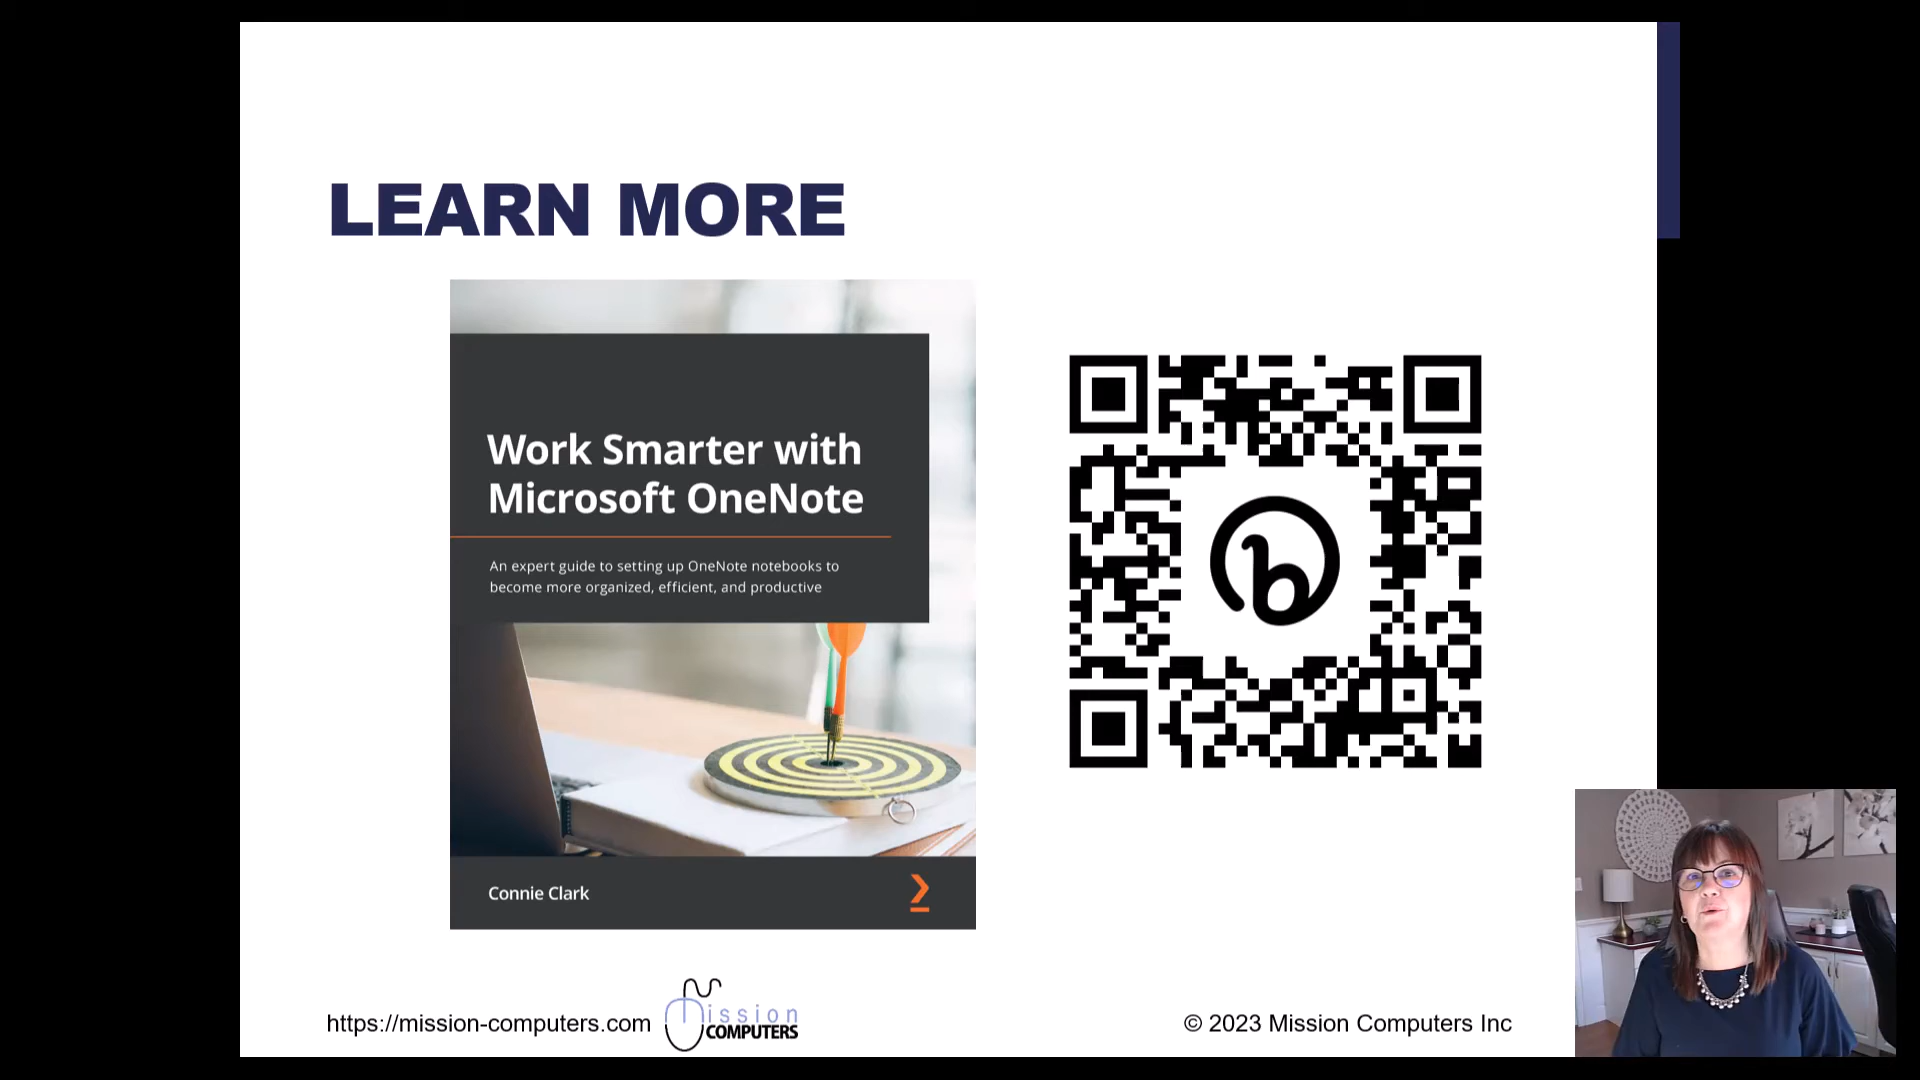 LEARN MORE
Work Smarter with
Microsoft OneNote
An expert guide to setting up OneNote notebooks to
become more organized, efficient, and productive
Connie Clark
https://mission-computers.com
mission
COMPUTERS
© 2023 Mission Computers Inc